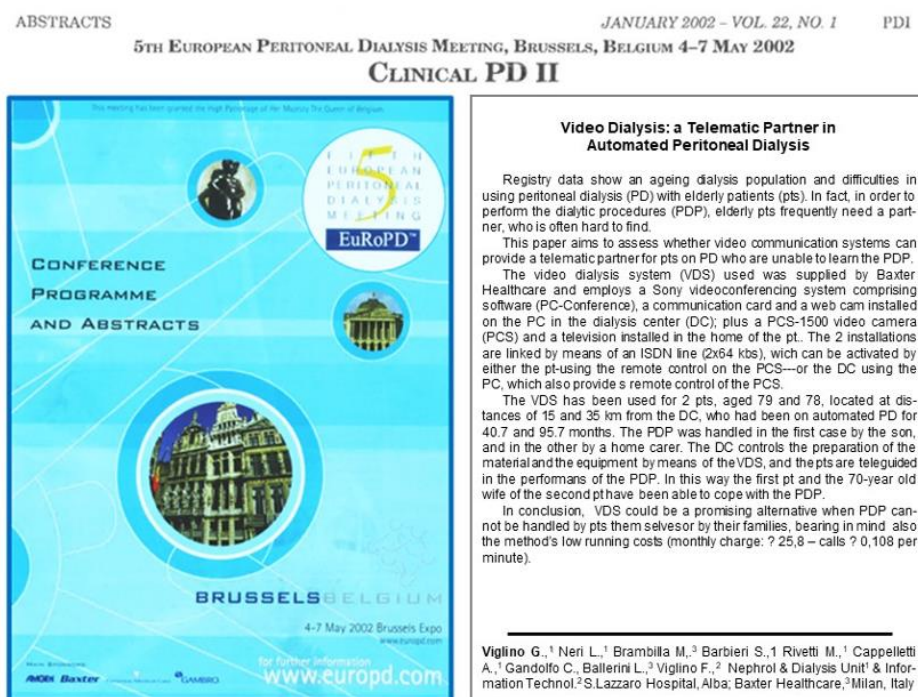 ABSTRACTS
JANUARY 2002 – VOL. 22, NO. 1 PDI
5TH EUROPEAN PERITONEAL DIALYSIS MEETING, BRUSSELS, BELGIUM 4–7 MAY 2002
CLINICAL PD II
This meeting has been granted the High Patronage of Her Majesty The Queen of Belgium
5
FIFTH
EUROPEAN
PERITONEAL
DIALYSIS
MEETING
EuRoPD™
CONFERENCE
PROGRAMME
AND ABSTRACTS
BRUSSELSBELGIUM
4-7 May 2002 Brussels Expo
www.europd.com
MAIN SPONSORS
Baxter
GAMBRO
for further information
www.europd.com
Video Dialysis: a Telematic Partner in
Automated Peritoneal Dialysis
Registry data show an ageing dialysis population and difficulties in
using peritoneal dialysis (PD) with elderly patients (pts). In fact, in order to
perform the dialytic procedures (PDP), elderly pts frequently need a part-
ner, who is often hard to find.
This paper aims to assess whether video communication systems can
provide a telematic partner for pts on PD who are unable to learn the PDP.
The video dialysis system (VDS) used was supplied by Baxter
Healthcare and employs a Sony videoconferencing system comprising
software (PC-Conference), a communication card and a web cam installed
on the PC in the dialysis center (DC); plus a PCS-1500 video camera
(PCS) and a television installed in the home of the pt.. The 2 installations
are linked by means of an ISDN line (2x64 kbs), wich can be activated by
either the pt-using the remote control on the PCS---or the DC using the
PC, which also provide s remote control of the PCS.
The VDS has been used for 2 pts, aged 79 and 78, located at dis-
tances of 15 and 35 km from the DC, who had been on automated PD for
40.7 and 95.7 months. The PDP was handled in the first case by the son,
and in the other by a home carer. The DC controls the preparation of the
material and the equipment by means of the VDS, and the pts are teleguided
in the performans of the PDP. In this way the first pt and the 70-year old
wife of the second pt have been able to cope with the PDP.
In conclusion, VDS could be a promising alternative when PDP can-
not be handled by pts them selvesor by their families, bearing in mind also
the method's low running costs (monthly charge: ? 25,8 – calls ? 0,108 per
minute).
Viglino G.,¹ Neri L.,¹ Brambilla M,.³ Barbieri S.,1 Rivetti M.,¹ Cappelletti
A.,¹ Gandolfo C., Ballerini L.,³ Viglino F.,² Nephrol & Dialysis Unit¹ & Infor-
mation Technol.² S.Lazzaro Hospital, Alba; Baxter Healthcare,³ Milan, Italy